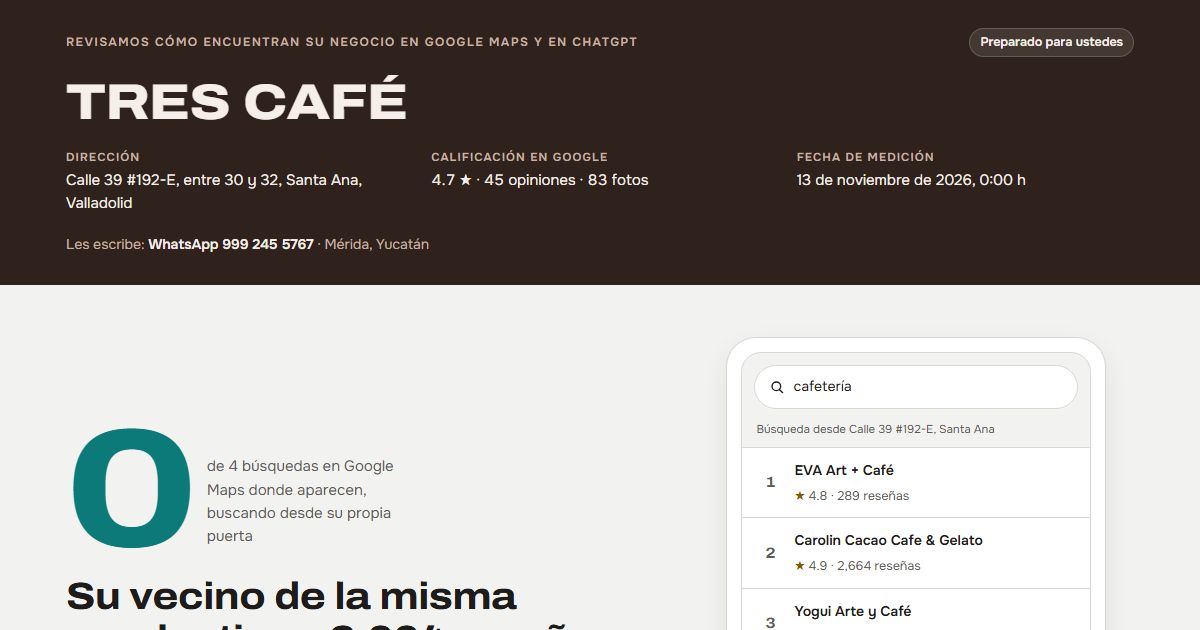 REVISAMOS CÓMO ENCUENTRAN SU NEGOCIO EN GOOGLE MAPS Y EN CHATGPT
Preparado para ustedes
TRES CAFÉ
DIRECCIÓN
Calle 39 #192-E, entre 30 y 32, Santa Ana,
Valladolid
CALIFICACIÓN EN GOOGLE
4.7 ★ · 45 opiniones · 83 fotos
FECHA DE MEDICIÓN
13 de noviembre de 2026, 0:00 h
Les escribe: WhatsApp 999 245 5767 · Mérida, Yucatán
0
de 4 búsquedas en Google
Maps donde aparecen,
buscando desde su propia
puerta
Su vecino de la misma
cafetería
Búsqueda desde Calle 39 #192-E, Santa Ana
1
EVA Art + Café
★ 4.8 · 289 reseñas
2
Carolin Cacao Cafe & Gelato
★ 4.9 · 2,664 reseñas
3
Yogui Arte y Café